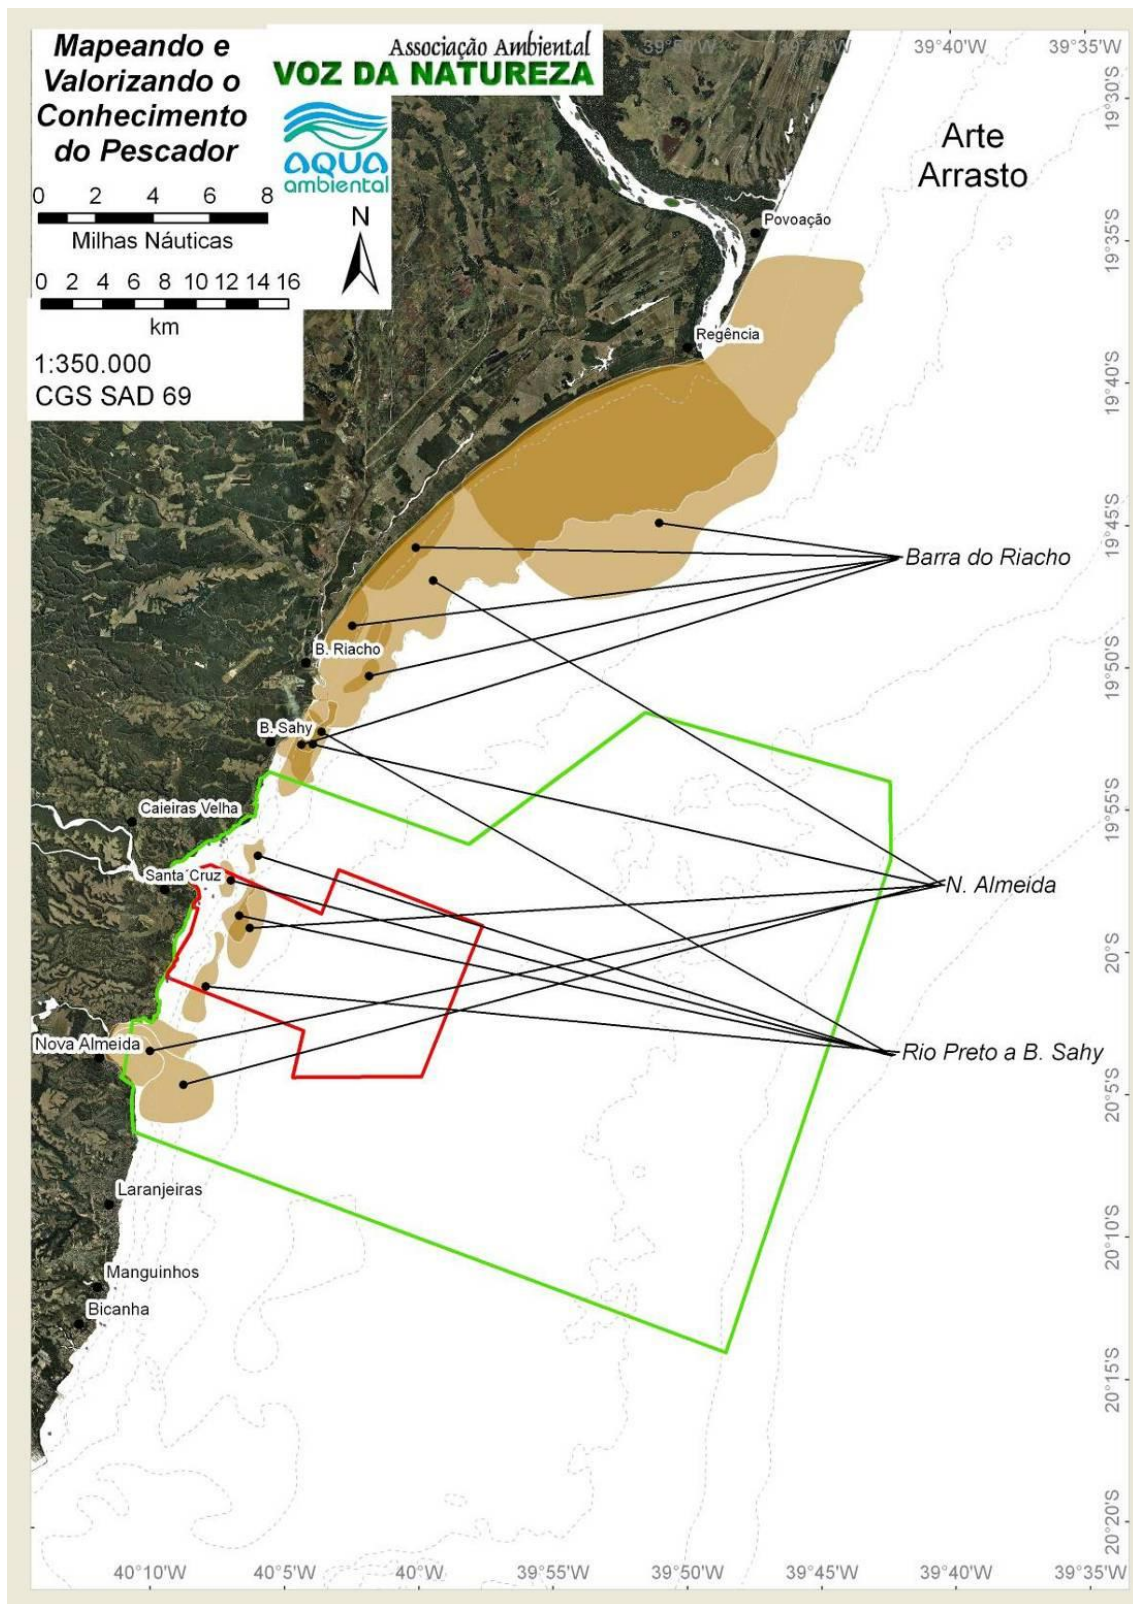 Mapeando e
Valorizando o
Conhecimento
do Pescador
Associação Ambiental
VOZ DA NATUREZA
AQUA
ambiental
0 2 4 6 8
Milhas Náuticas
0 2 4 6 8 10 12 14 16
km
N
1:350.000
CGS SAD 69
39°50'W
39°45'W
39°40'W
39°35'W
Arte
Arrasto
19°30'S
19°35'S
19°40'S
19°45'S
19°50'S
19°55'S
20°S
20°5'S
20°10'S
20°15'S
20°20'S
Povoação
Regência
Barra do Riacho
B. Riacho
B. Sahy
Caieiras Velha
Santa Cruz
N. Almeida
Nova Almeida
Rio Preto a B. Sahy
Laranjeiras
Manguinhos
Bicanha
40°10'W
40°5'W
40°W
39°55'W
39°50'W
39°45'W
39°40'W
39°35'W